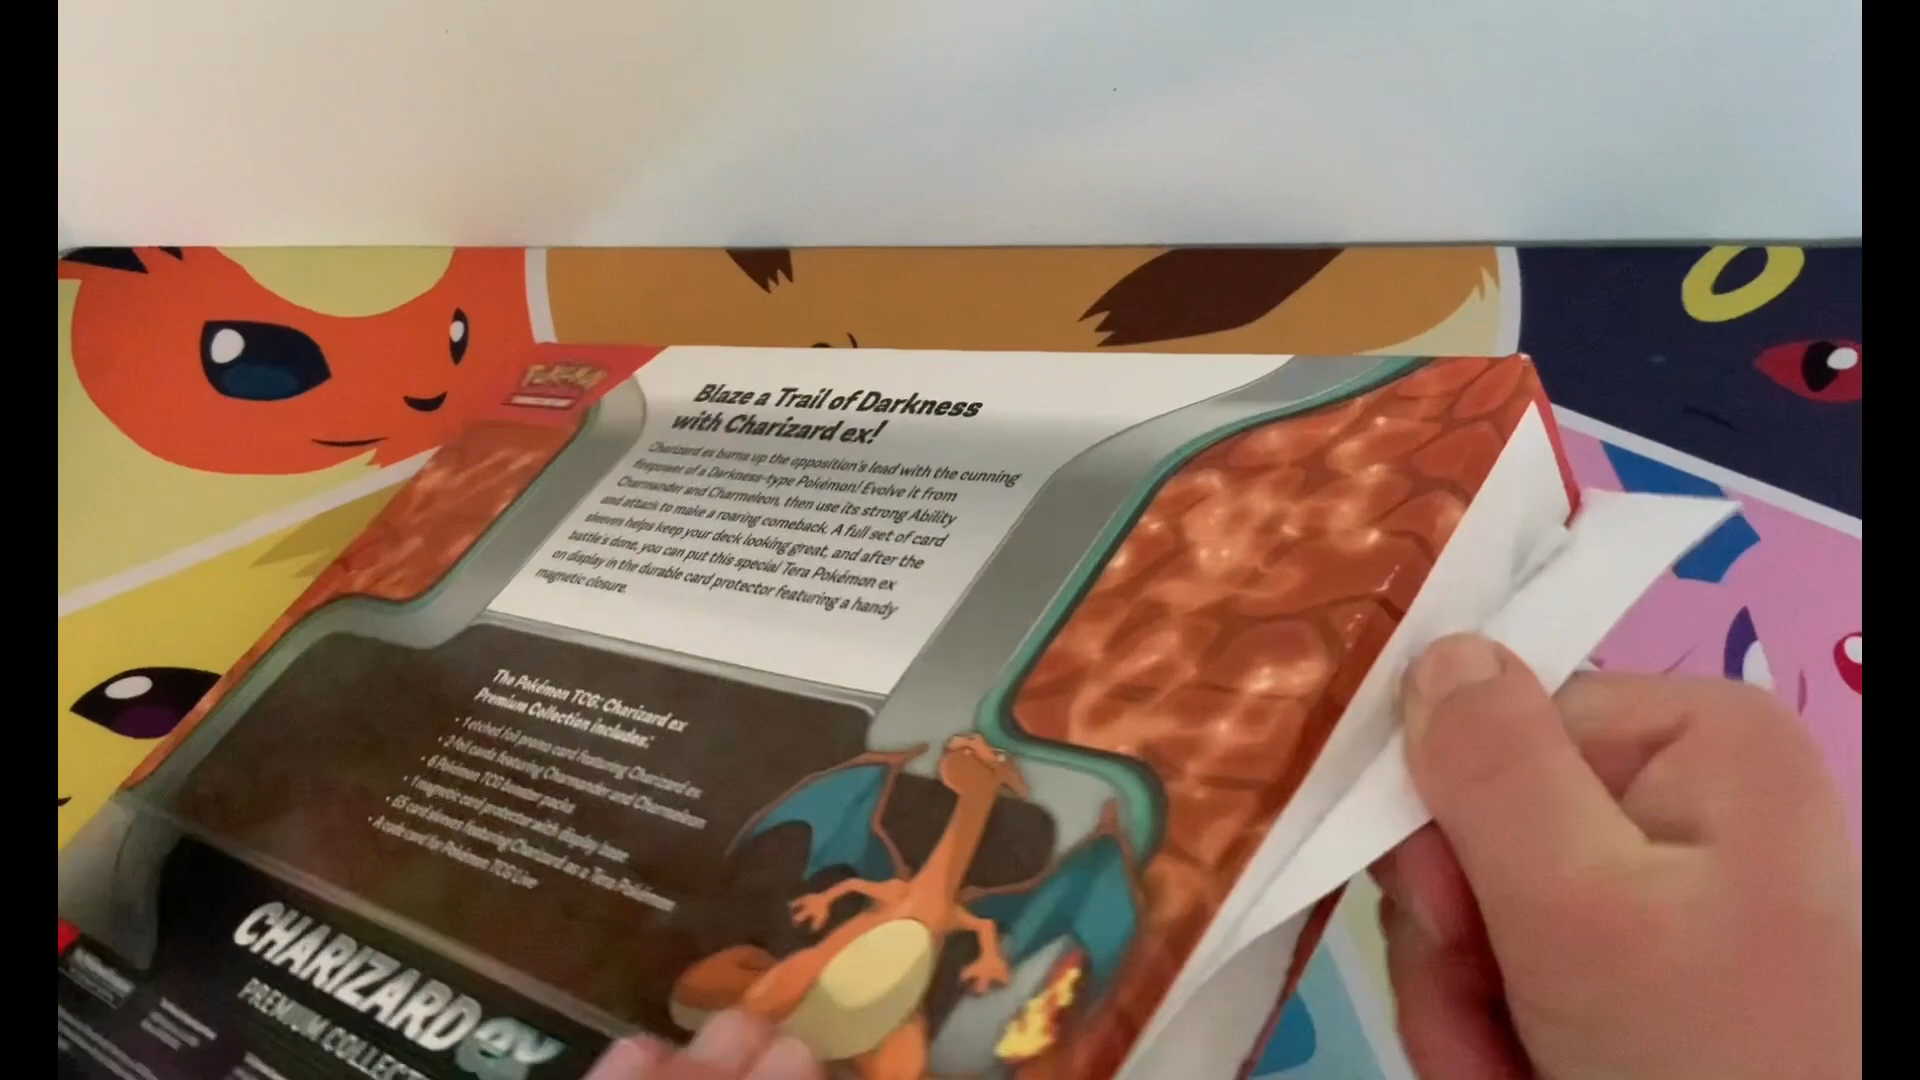 Pokémon
Blaze a Trail of Darkness
with Charizard ex!
Charizard ex burns up the opposition's lead with the cunning
firepower of a Darkness-type Pokémon! Evolve it from
Charmander and Charmeleon, then use its strong Ability
and attack to make a roaring comeback. A full set of card
sleeves helps keep your deck looking great, and after the
battle's done, you can put this special Tera Pokémon ex
on display in the durable card protector featuring a handy
magnetic closure.
The Pokémon TCG: Charizard ex
Premium Collection includes:
• 1 etched foil promo card featuring Charizard ex
• 2 foil cards featuring Charmander and Charmeleon
• 6 Pokémon TCG booster packs
• 1 magnetic card protector with display base
• 65 card sleeves featuring Charizard as a Tera Pokémon
• A code card for Pokémon TCG Live
CHARIZARD ex
PREMIUM COLLECT